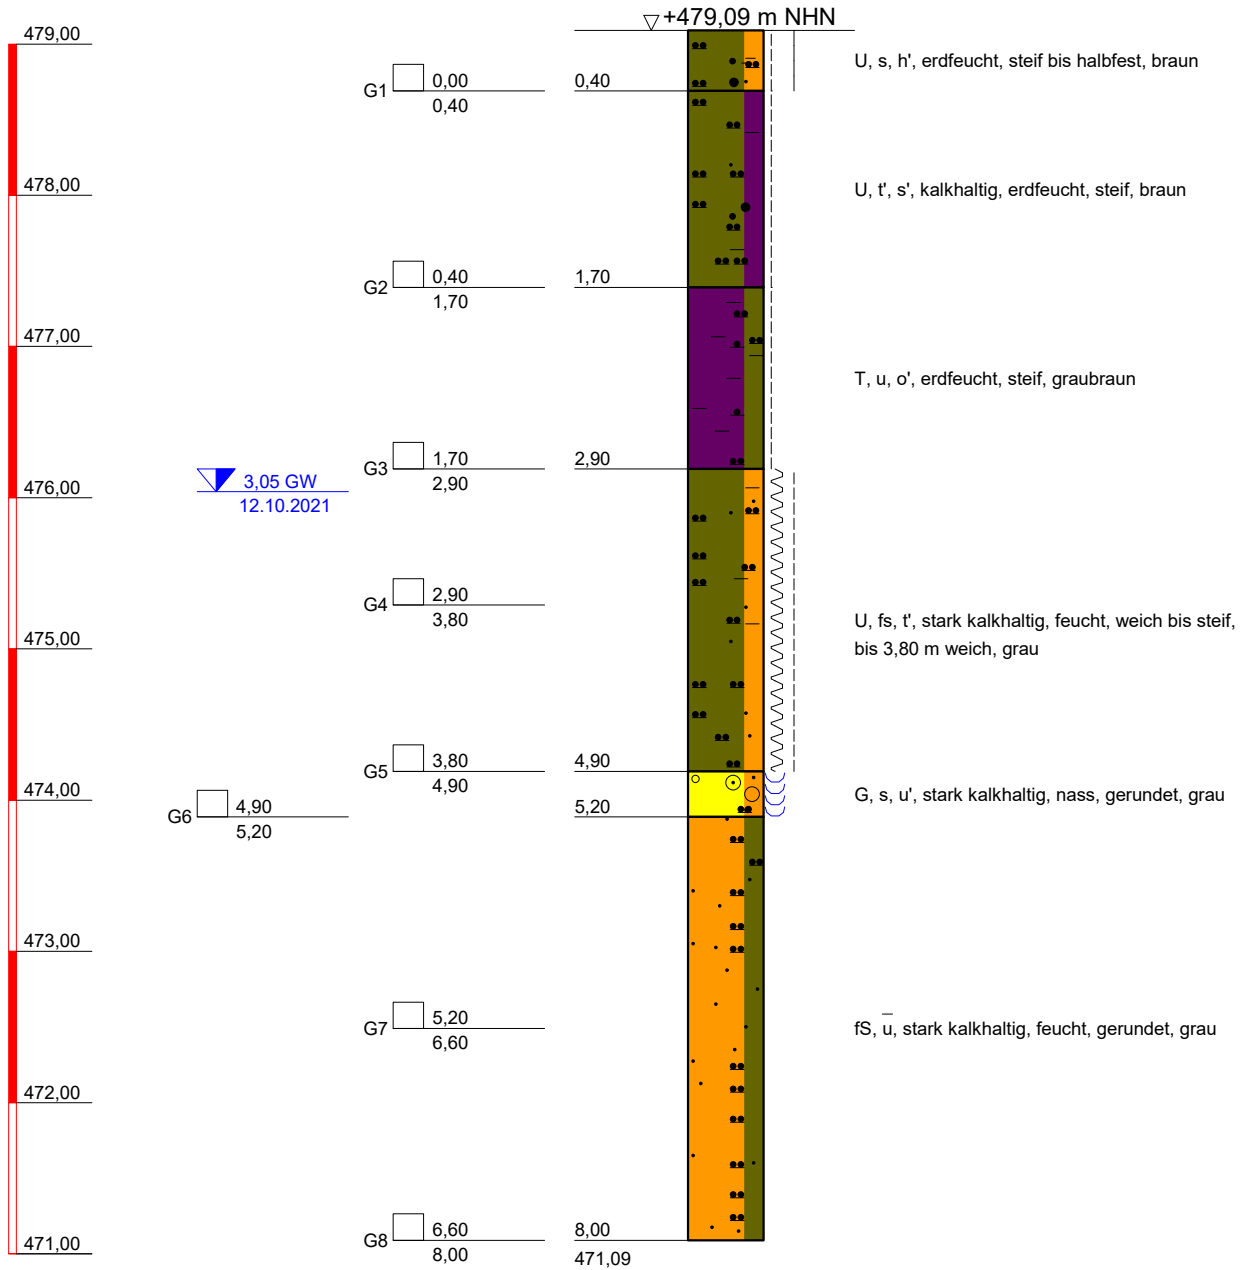 +479,09 m NHN
479,00
U, s, h', erdfeucht, steif bis halbfest, braun
G1 0,00 0,40
0,40
478,00
U, t', s', kalkhaltig, erdfeucht, steif, braun
G2 0,40 1,70
1,70
477,00
T, u, o', erdfeucht, steif, graubraun
G3 1,70 2,90
2,90
476,00
3,05 GW
12.10.2021
G4 2,90
3,80
475,00
U, fs, t', stark kalkhaltig, feucht, weich bis steif,
bis 3,80 m weich, grau
G5 3,80 4,90
4,90
474,00
G6 4,90 5,20
5,20
G, s, u', stark kalkhaltig, nass, gerundet, grau
473,00
G7 5,20
6,60
fS, u̅, stark kalkhaltig, feucht, gerundet, grau
472,00
G8 6,60 8,00
8,00
471,00
471,09